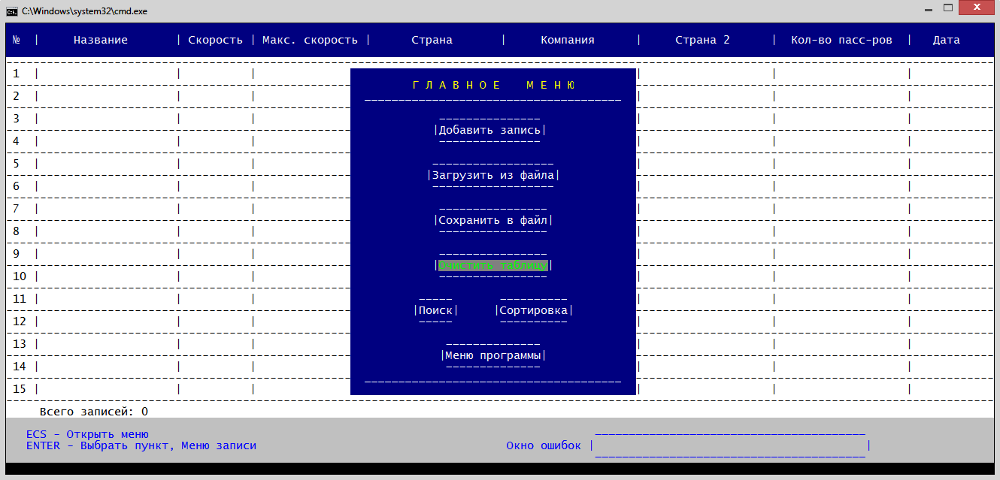 C:\Windows\system32\cmd.exe
№ | Название | Скорость | Макс. скорость | Страна | Компания | Страна 2 | Кол-во пасс-ров | Дата
1
Г Л А В Н О Е М Е Н Ю
2
3
|Добавить запись|
4
5
|Загрузить из файла|
6
7
|Сохранить в файл|
8
9
|Очистить таблицу|
10
11
|Поиск| |Сортировка|
12
13
|Меню программы|
14
15
Всего записей: 0
ECS - Открыть меню
ENTER - Выбрать пункт, Меню записи Окно ошибок | |